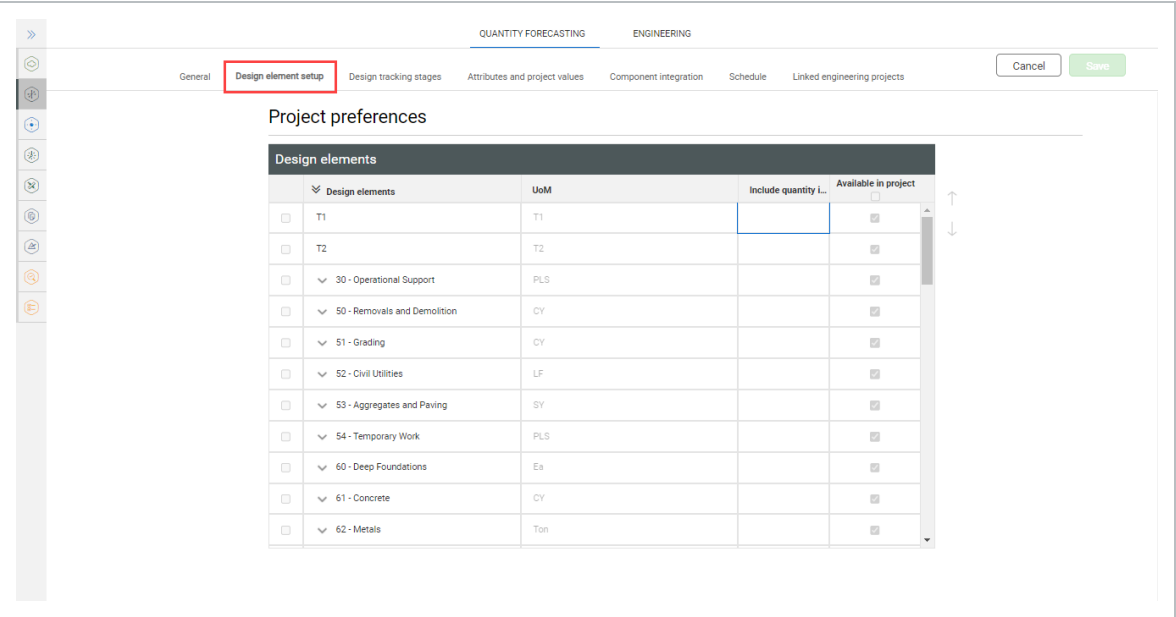 QUANTITY FORECASTING ENGINEERING
General Design element setup Design tracking stages Attributes and project values Component integration Schedule Linked engineering projects Cancel Save
Project preferences
Design elements
Design elements UoM Include quantity i... Available in project
T1 T1
T2 T2
30 - Operational Support PLS
50 - Removals and Demolition CY
51 - Grading CY
52 - Civil Utilities LF
53 - Aggregates and Paving SY
54 - Temporary Work PLS
60 - Deep Foundations Ea
61 - Concrete CY
62 - Metals Ton